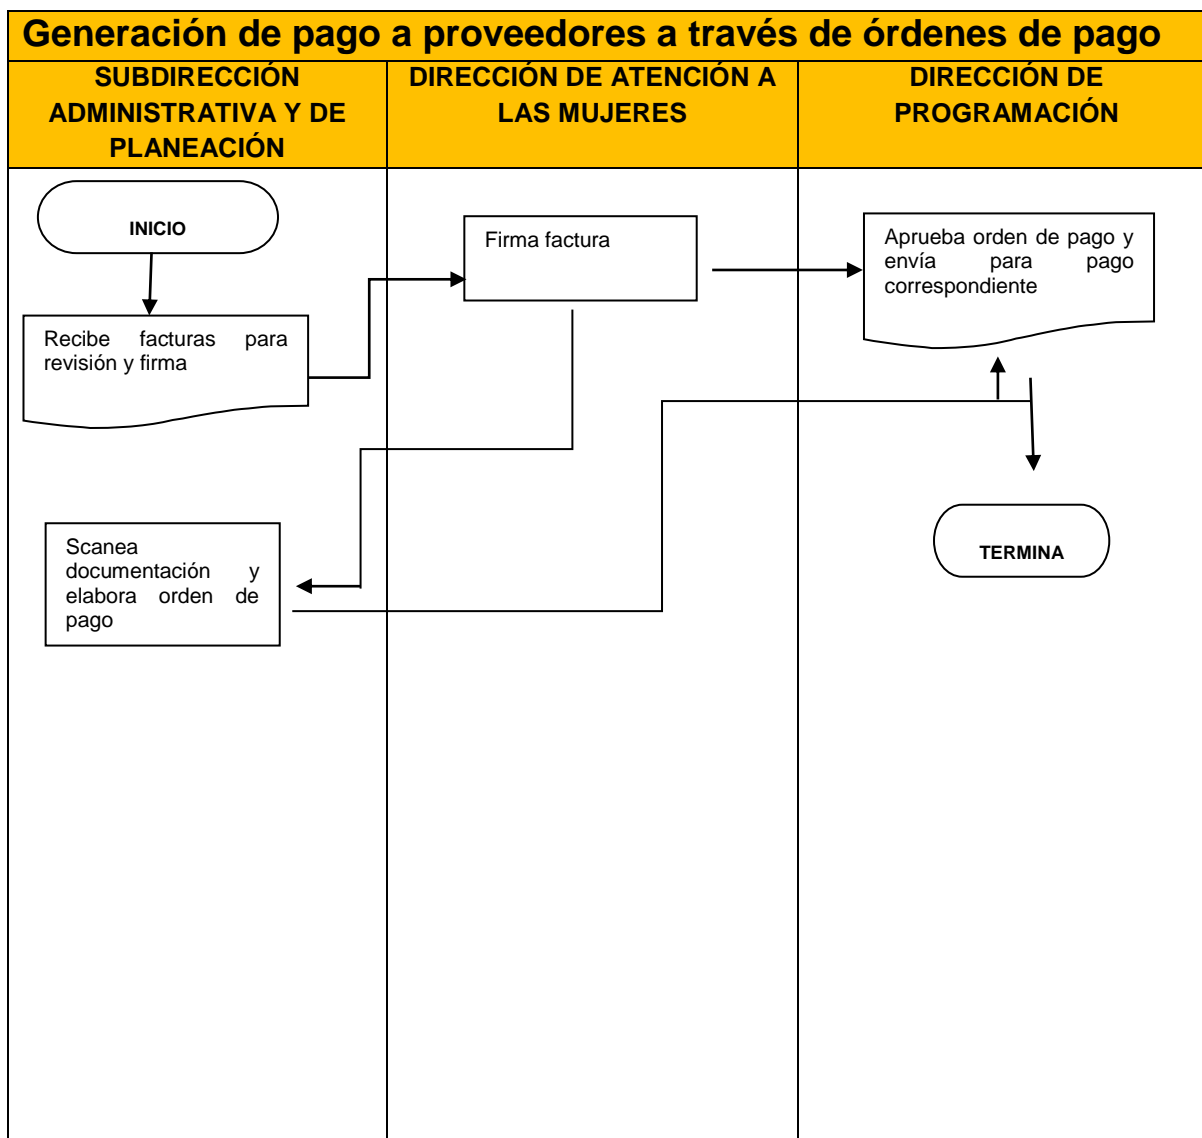 Generación de pago a proveedores a través de órdenes de pago
SUBDIRECCIÓN
ADMINISTRATIVA Y DE
PLANEACIÓN
DIRECCIÓN DE ATENCIÓN A
LAS MUJERES
DIRECCIÓN DE
PROGRAMACIÓN
INICIO
Recibe facturas para
revisión y firma
Firma factura
Aprueba orden de pago y
envía para pago
correspondiente
Scanea
documentación y
elabora orden de
pago
TERMINA